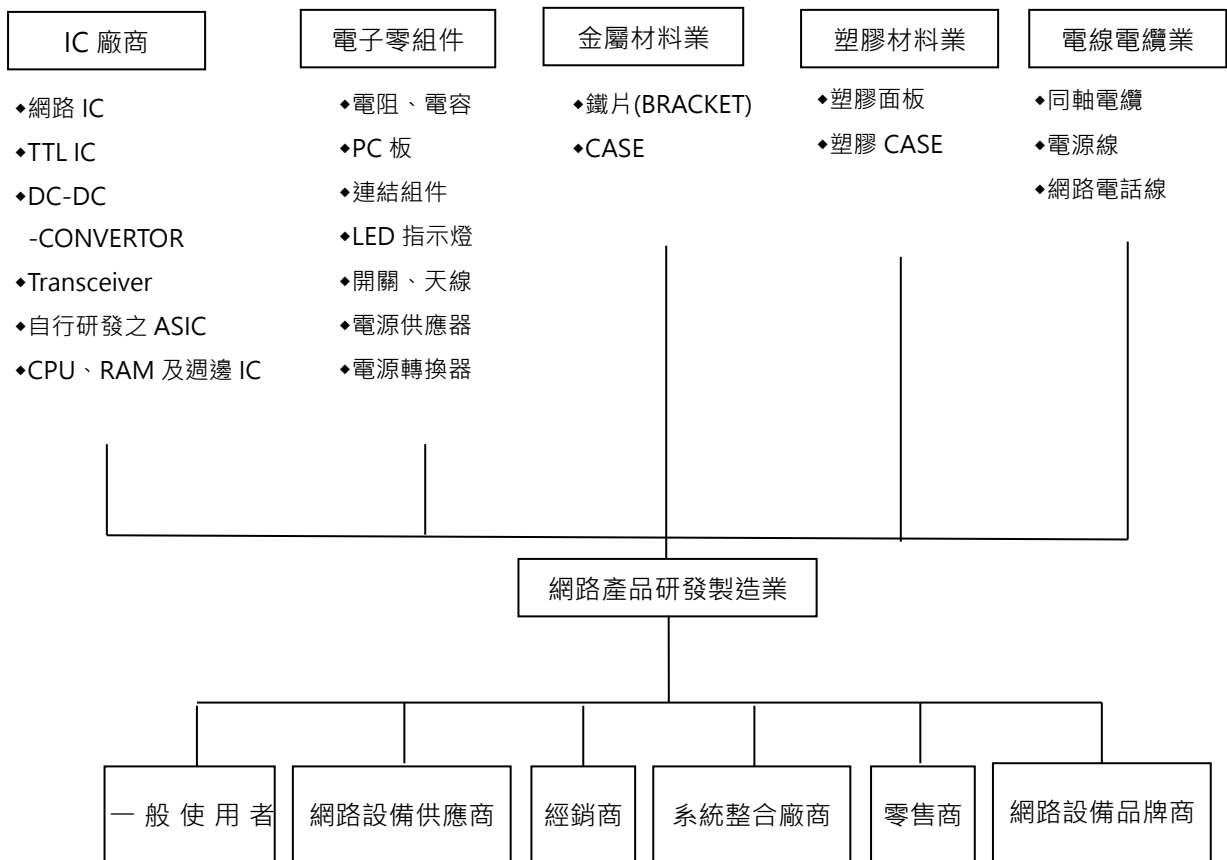 IC 廠商
電子零組件
金屬材料業
塑膠材料業
電線電纜業
◆網路 IC
◆TTL IC
◆DC-DC
-CONVERTOR
◆Transceiver
◆自行研發之 ASIC
◆CPU、RAM 及週邊 IC
◆電阻、電容
◆PC 板
◆連結組件
◆LED 指示燈
◆開關、天線
◆電源供應器
◆電源轉換器
◆鐵片(BRACKET)
◆CASE
◆塑膠面板
◆塑膠 CASE
◆同軸電纜
◆電源線
◆網路電話線
網路產品研發製造業
一般使用者
網路設備供應商
經銷商
系統整合廠商
零售商
網路設備品牌商